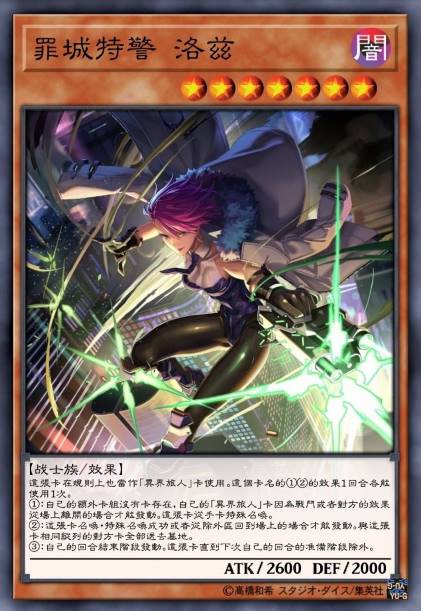 罪城特警 洛兹
闇
【战士族/效果】
這張卡在規則上也當作「異界旅人」卡使用。這個卡名的①②的效果1回合各能
使用1次。
①：自己的額外卡組沒有卡存在，自己的「異界旅人」卡因為戰鬥或者對方的效果
從場上離開的場合才能發動。這張卡從手卡特殊召喚。
②：這張卡召喚·特殊召喚成功或者從除外區回到場上的場合才能發動。與這張
卡相同縱列的對方卡全部送去墓地。
③：自己的回合結束階段發動。這張卡直到下次自己的回合的准備階段除外。
ATK / 2600 DEF / 2000
©高橋和希 スタジオ・ダイス/集英社